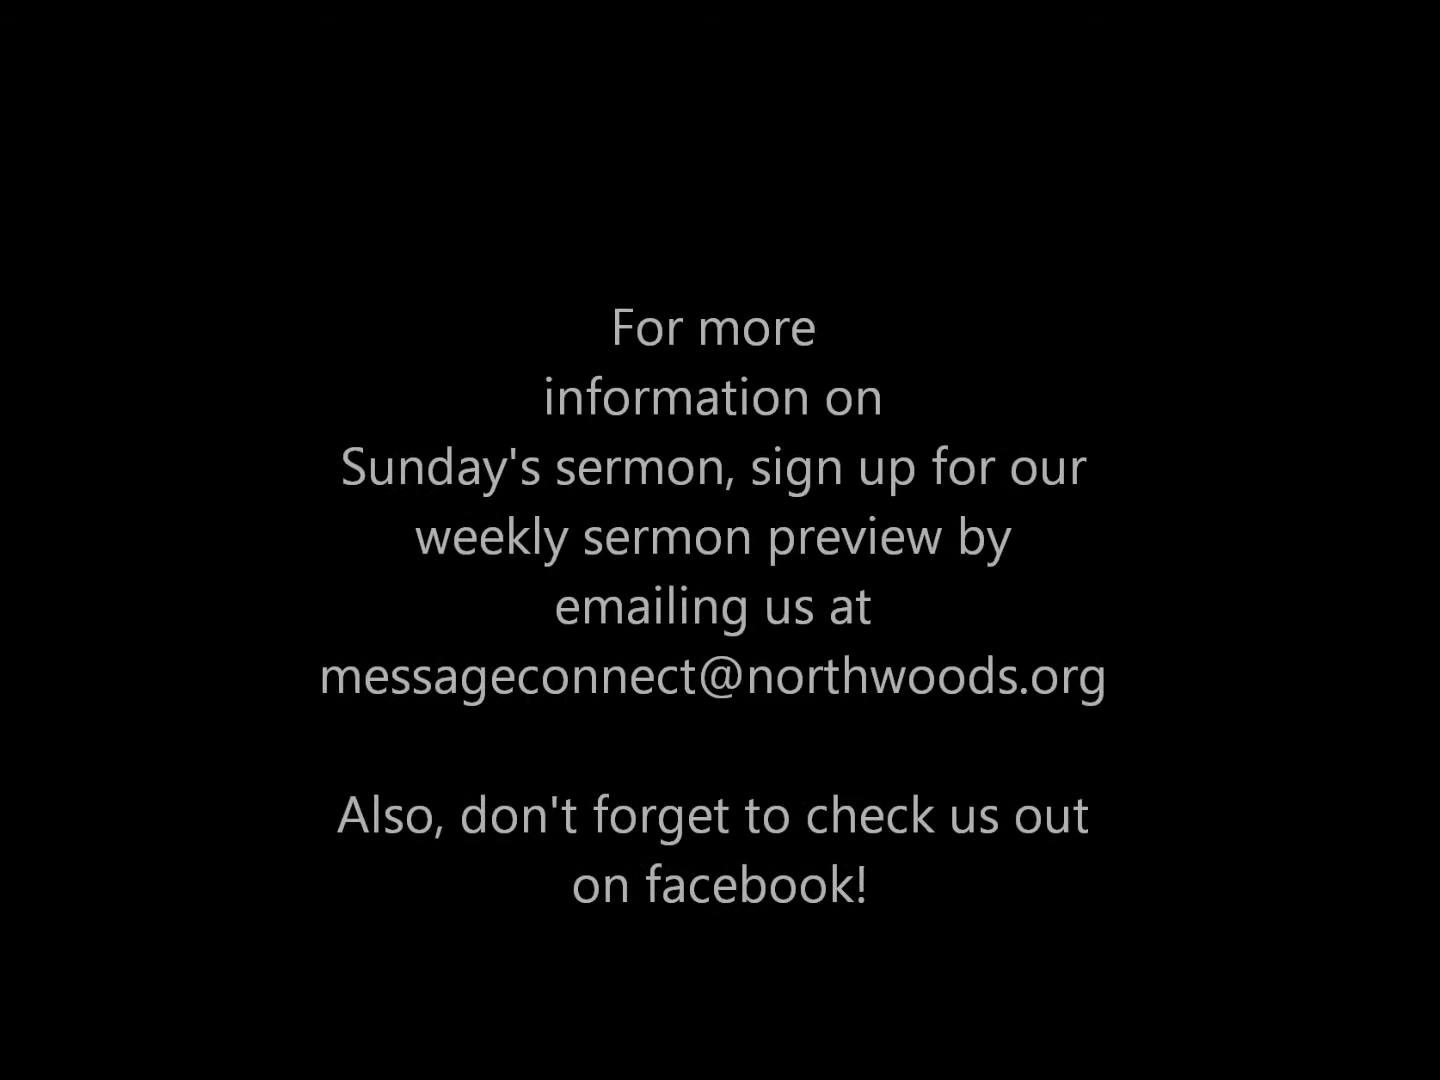 For more
information on
Sunday's sermon, sign up for our
weekly sermon preview by
emailing us at
messageconnect@northwoods.org
Also, don't forget to check us out
on facebook!